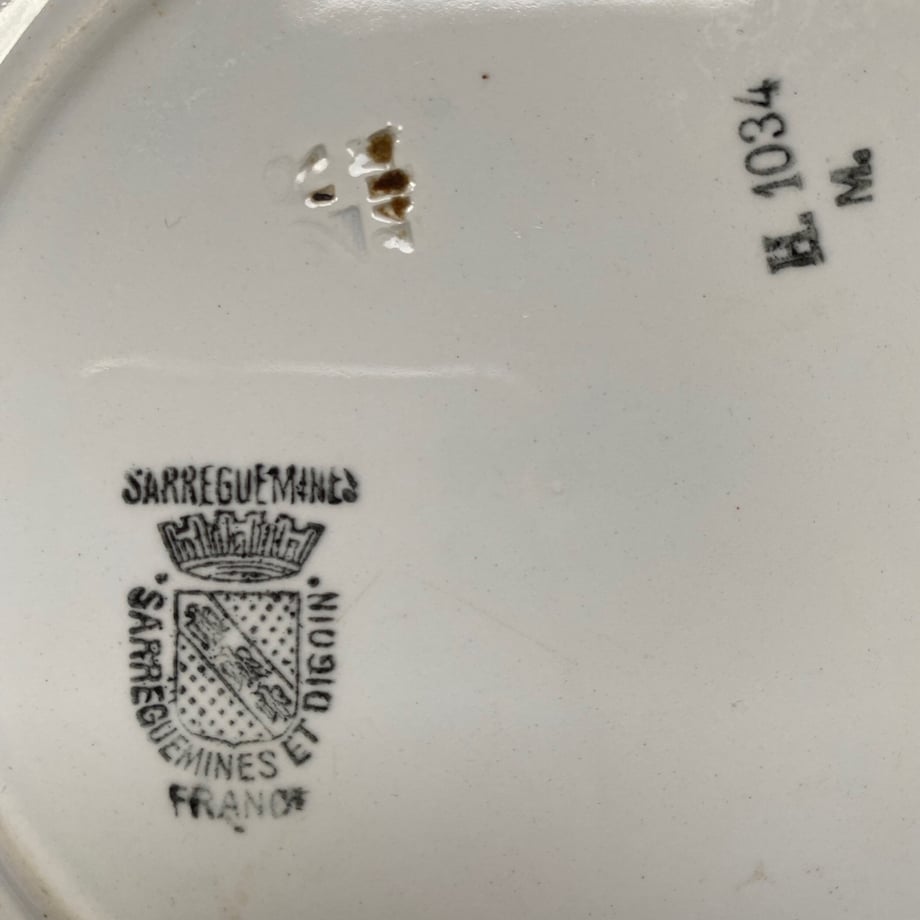 H. 1034
M.
SARREGUEMINES
SARREGUEMINES ET DIGOIN
FRANCE